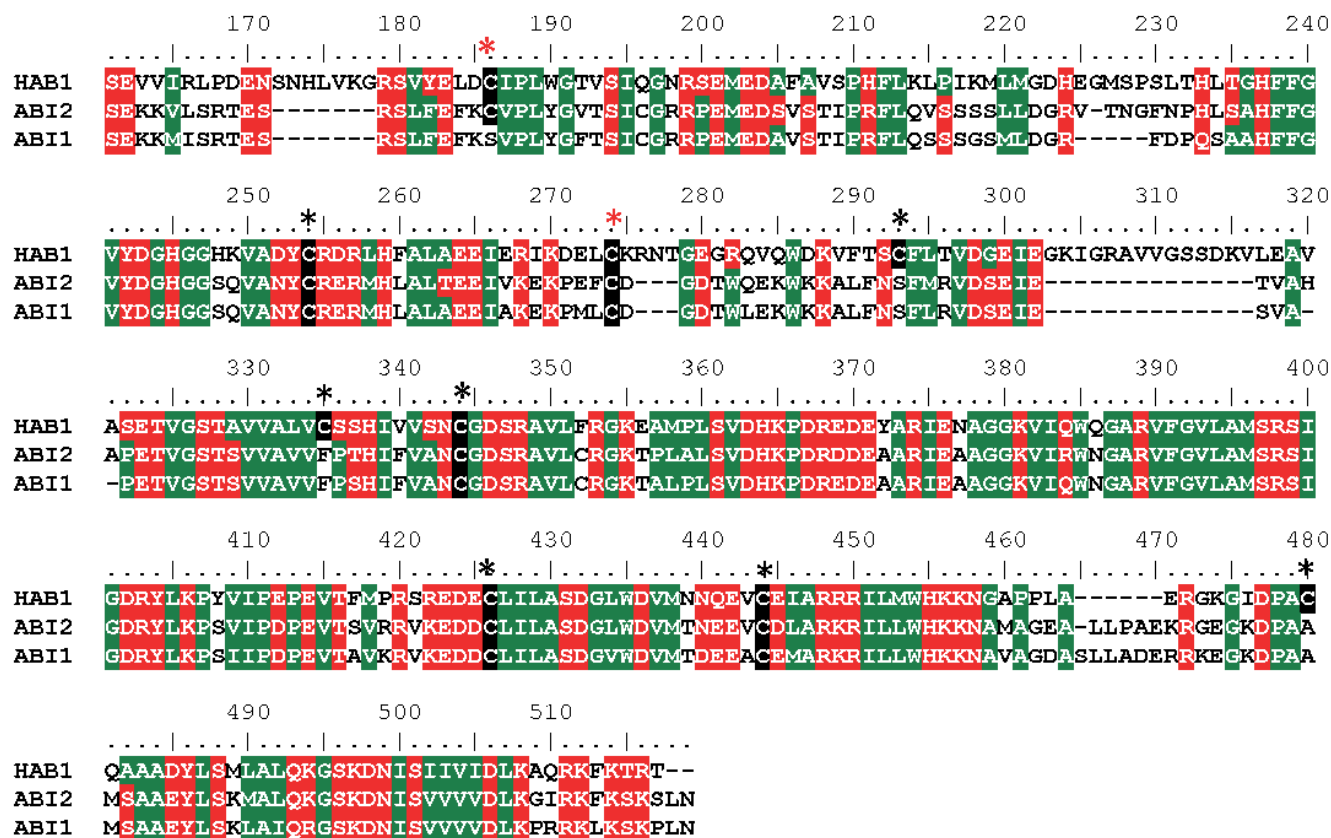 170 180 190 200 210 220 230 240
*
HAB1 SEVVIRLPDENSNHLVKGRSVYELDCIPLWGTVSIQGNRSEMEDAFAVSPHFLKLPIKMLMGDHEGMSPSLTHLTGHFFG
ABI2 SEKKVLSRTES-------RSLFEFKCVPLYGVTSICGRRPEMEDSVSTIPRFLQVSSSSLLDGRV-TNGFNPHLSAHFFG
ABI1 SEKKMISRTES-------RSLFEFKSVPLYGFTSICGRRPEMEDAVSTIPRFLQSSSGSMLDGR-----FDPQSAAHFFG
250 260 270 280 290 300 310 320
* * *
HAB1 VYDGHGGHKVADYCRDRLHFALAEEIERIKDELCKRNTGEGRQVQWDKVFTSCFLTVDGEIEGKIGRAVVGSSDKVLEAV
ABI2 VYDGHGGSQVANYCRERMHLALTEEIVKEKPEFCD---GDTWQEKWKKALFNSFMRVDSEIE--------------TVAH
ABI1 VYDGHGGSQVANYCRERMHLALAEEIAKEKPMLCD---GDTWLEKWKKALFNSFLRVDSEIE--------------SVA-
330 340 350 360 370 380 390 400
* *
HAB1 ASETVGSTAVVALVCSSHIVVSNCGDSRAVLFRGKEAMPLSVDHKPDREDEYARIENAGGKVIQWQGARVFGVLAMSRSI
ABI2 APETVGSTSVVAVVFPTHIFVANCGDSRAVLCRGKTPLALSVDHKPDRDDEAARIEAAGGKVIRWNGARVFGVLAMSRSI
ABI1 -PETVGSTSVVAVVFPSHIFVANCGDSRAVLCRGKTALPLSVDHKPDREDEAARIEAAGGKVIQWNGARVFGVLAMSRSI
410 420 430 440 450 460 470 480
* * *
HAB1 GDRYLKPYVIPEPEVTFMPRSREDECLILASDGLWDVMNNQEVCEIARRRILMWHKKNGAPPLA------ERGKGIDPAC
ABI2 GDRYLKPSVIPDPEVTSVRRVKEDDCLILASDGLWDVMTNEEVCDLARKRILLWHKKNAMAGEA-LLPAEKRGEGKDPAA
ABI1 GDRYLKPSIIPDPEVTAVKRVKEDDCLILASDGVWDVMTDEEACEMARKRILLWHKKNAVAGDASLLADERRKEGKDPAA
490 500 510
HAB1 QAAADYLSMLALQKGSKDNISIIVIDLKAQRKFKTRT--
ABI2 MSAAEYLSKMALQKGSKDNISVVVVDLKGIRKFKSKSLN
ABI1 MSAAEYLSKLAIQRGSKDNISVVVVDLKPRRKLKSKPLN